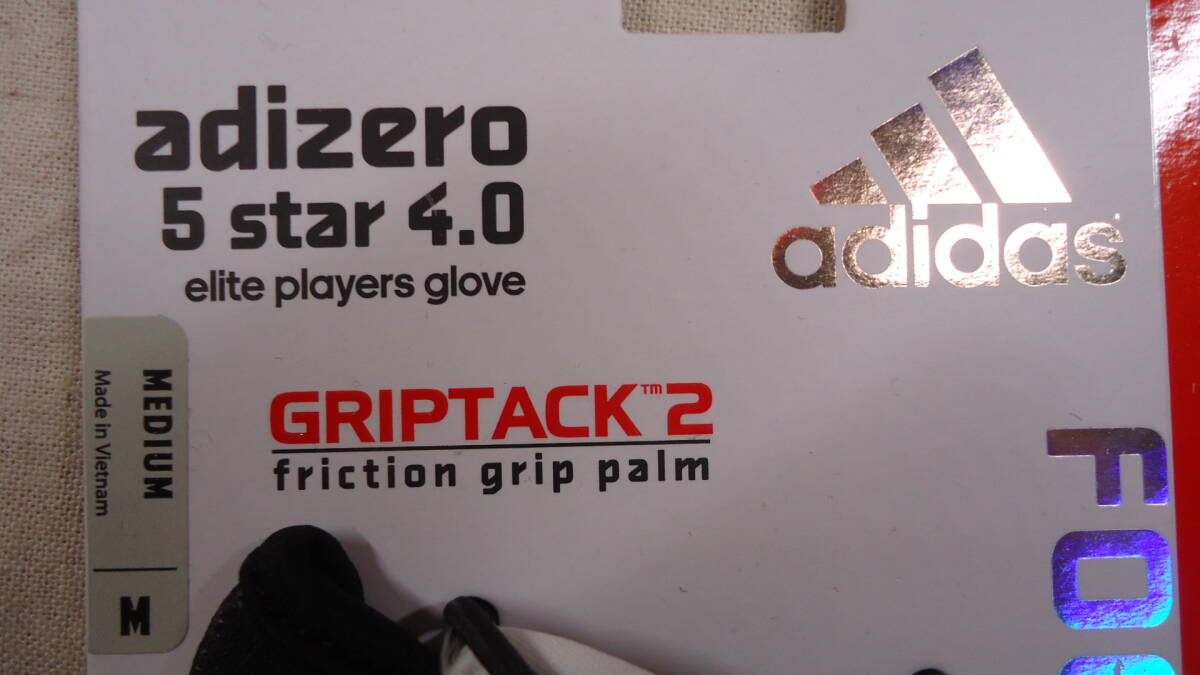 adizero
5 star 4.0
elite players glove
adidas
GRIPTACK™2
friction grip palm
MEDIUM
Made in Vietnam
M